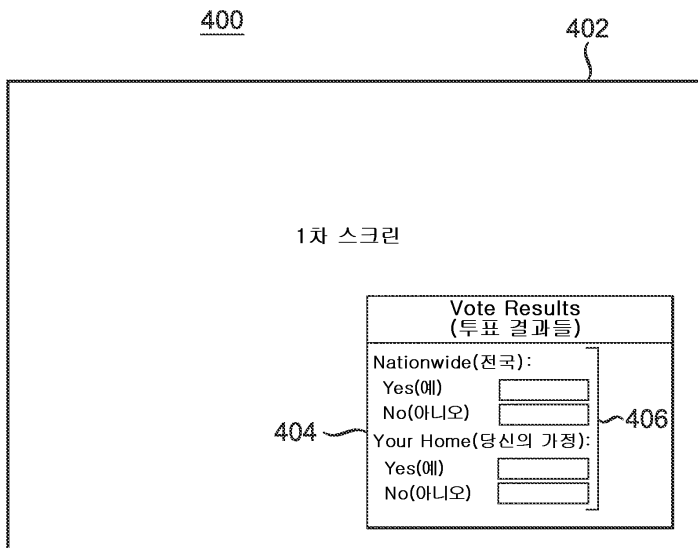 400
402
1차 스크린
Vote Results
(투표 결과들)
Nationwide(전국):
Yes(예)
No(아니오)
404
406
Your Home(당신의 가정):
Yes(예)
No(아니오)